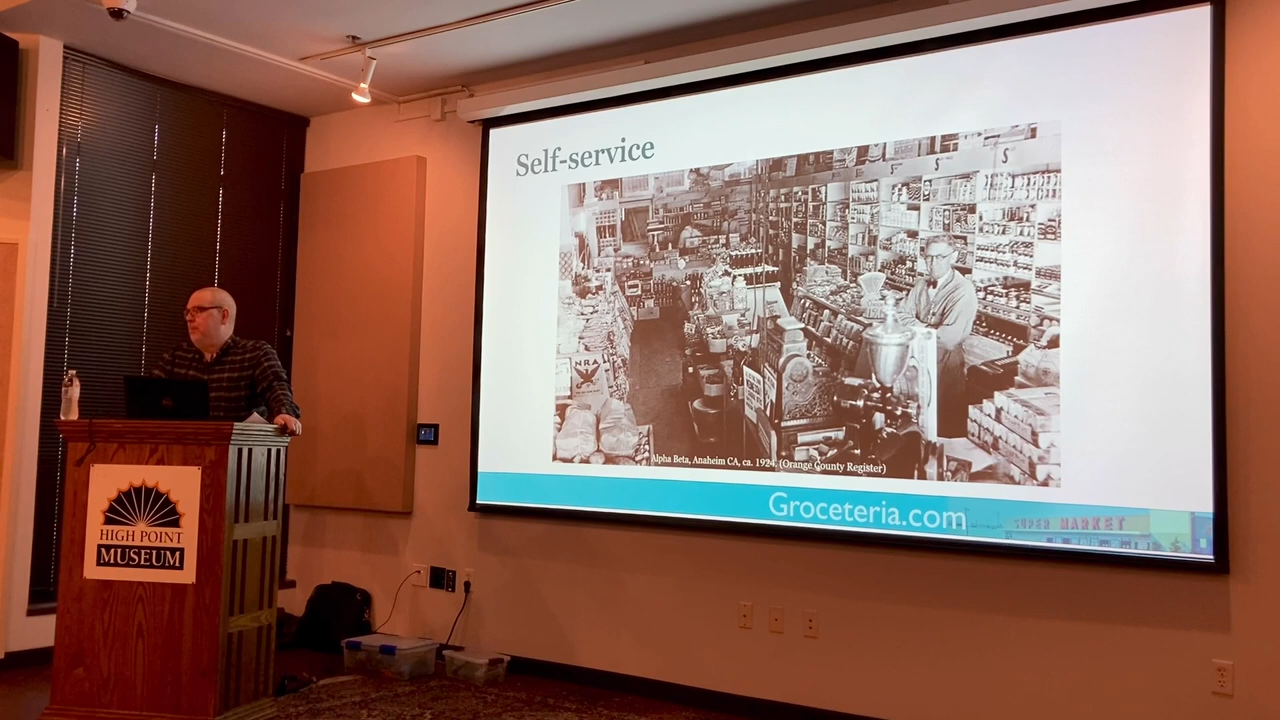 Self-service
S
S
S
NRA
Alpha Beta, Anaheim CA, ca. 1924, (Orange County Register)
Groceteria.com
SUPER MARKET
HIGH POINT
MUSEUM